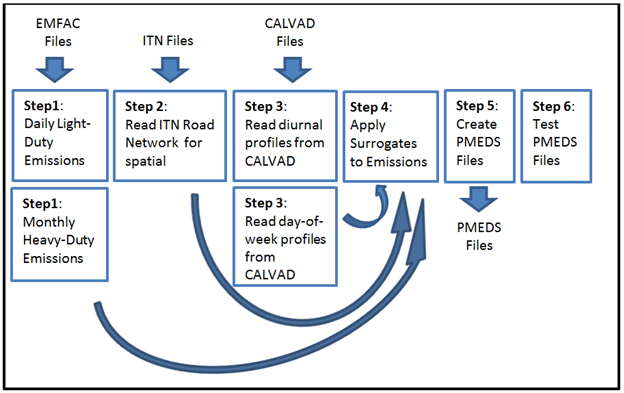 EMFAC
Files
ITN Files
CALVAD
Files
Step1:
Daily Light-
Duty
Emissions
Step 2:
Read ITN Road
Network for
spatial
Step 3:
Read diurnal
profiles from
CALVAD
Step 4:
Apply
Surrogates
to Emissions
Step 5:
Create
PMEDS
Files
Step 6:
Test
PMEDS
Files
Step1:
Monthly
Heavy-Duty
Emissions
Step 3:
Read day-of-
week profiles
from
CALVAD
PMEDS
Files